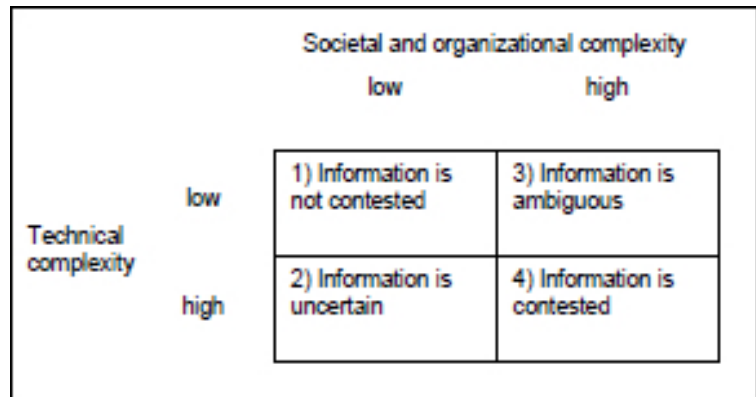 Societal and organizational complexity
low high
1) Information is 3) Information is
low not contested ambiguous
Technical
complexity
2) Information is 4) Information is
high uncertain contested